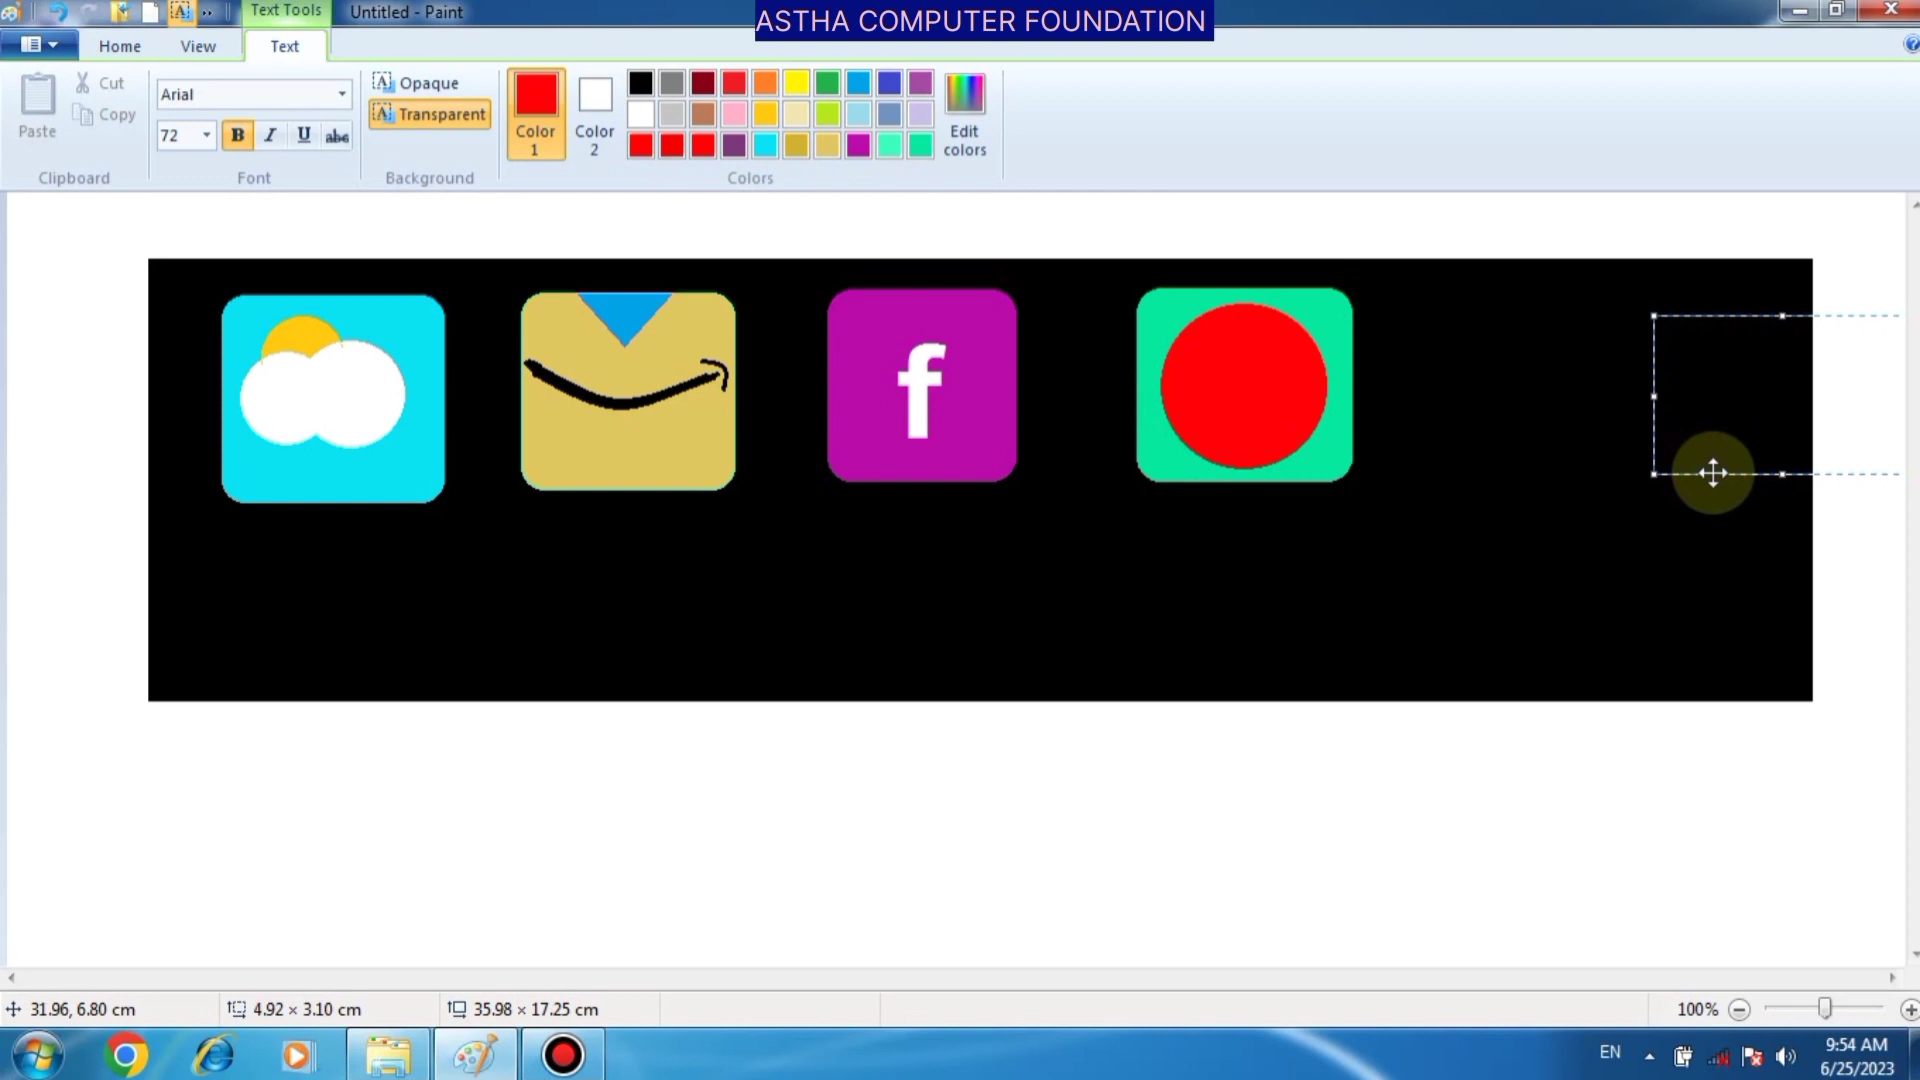 Text Tools
Untitled - Paint
ASTHA COMPUTER FOUNDATION
Home
View
Text
Paste
Cut
Copy
Clipboard
Arial
72
B
I
U
abc
Font
Opaque
Transparent
Background
Color
1
Color
2
Edit
colors
Colors
f
31.96, 6.80 cm
4.92 × 3.10 cm
35.98 × 17.25 cm
100%
EN
9:54 AM
6/25/2023